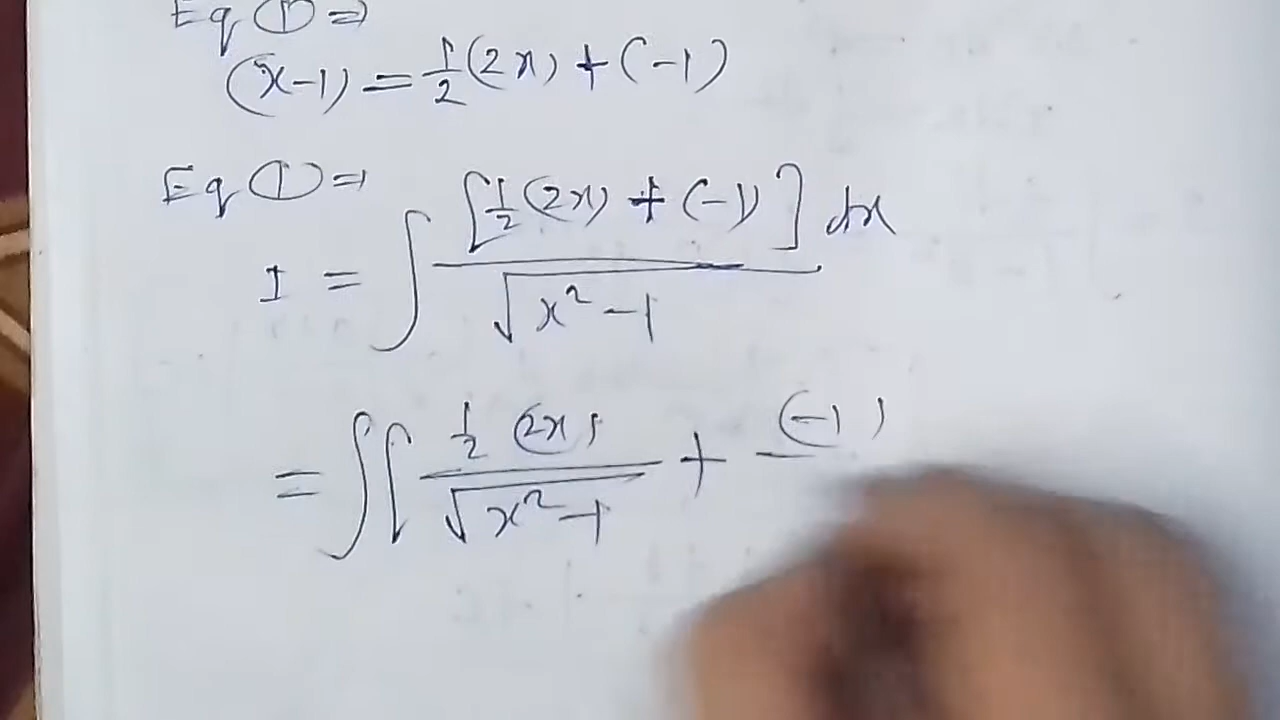 Eq ① ⇒
(x-1) = 1/2 (2x) + (-1)
Eq ① ⇒
I = ∫ [1/2 (2x) + (-1)] / √(x²-1) dx
= ∫ [ 1/2 (2x) / √(x²-1) + (-1)